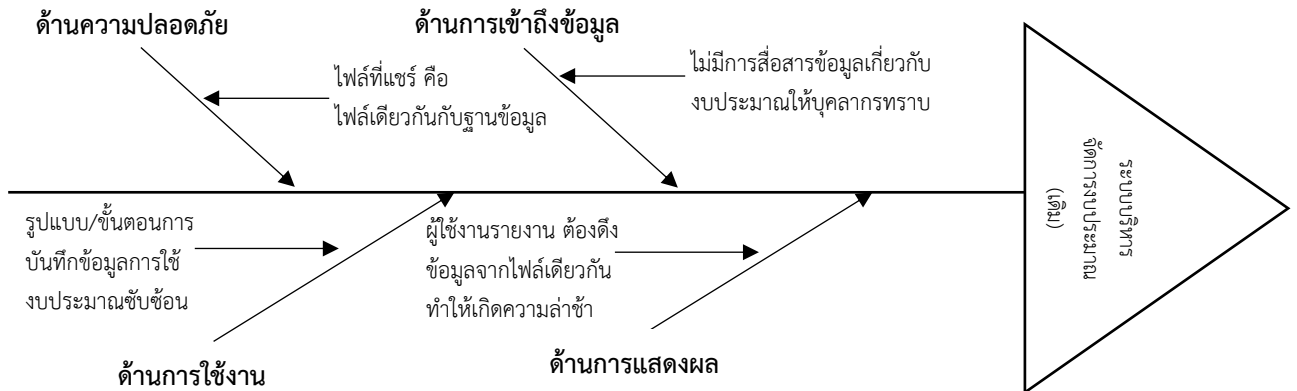 ด้านความปลอดภัย
ไฟล์ที่แชร์ คือ
ไฟล์เดียวกันกับฐานข้อมูล
ด้านการเข้าถึงข้อมูล
ไม่มีการสื่อสารข้อมูลเกี่ยวกับ
งบประมาณให้บุคลากรทราบ
รูปแบบ/ขั้นตอนการ
บันทึกข้อมูลการใช้
งบประมาณซับซ้อน
ด้านการใช้งาน
ผู้ใช้งานรายงาน ต้องดึง
ข้อมูลจากไฟล์เดียวกัน
ทำให้เกิดความล่าช้า
ด้านการแสดงผล
ระบบบริหาร
จัดการงบประมาณ
(เดิม)